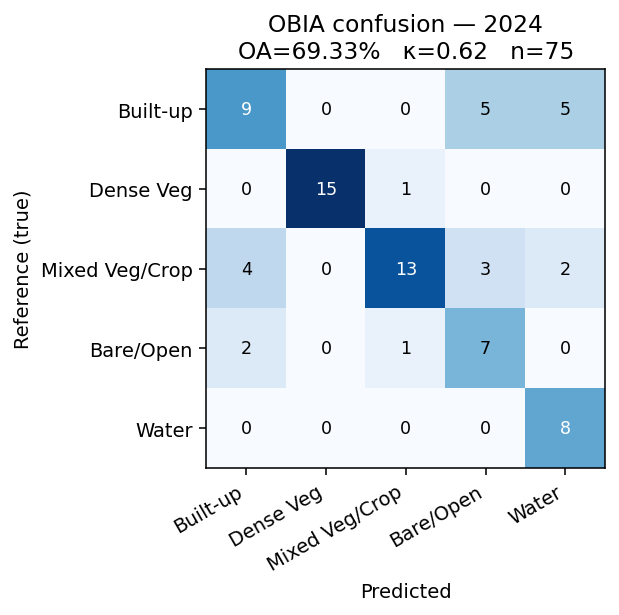 OBIA confusion — 2024
OA=69.33%   κ=0.62   n=75
Built-up 9 0 0 5 5
Dense Veg 0 15 1 0 0
Mixed Veg/Crop 4 0 13 3 2
Bare/Open 2 0 1 7 0
Water 0 0 0 0 8
Reference (true)
Built-up
Dense Veg
Mixed Veg/Crop
Bare/Open
Water
Predicted